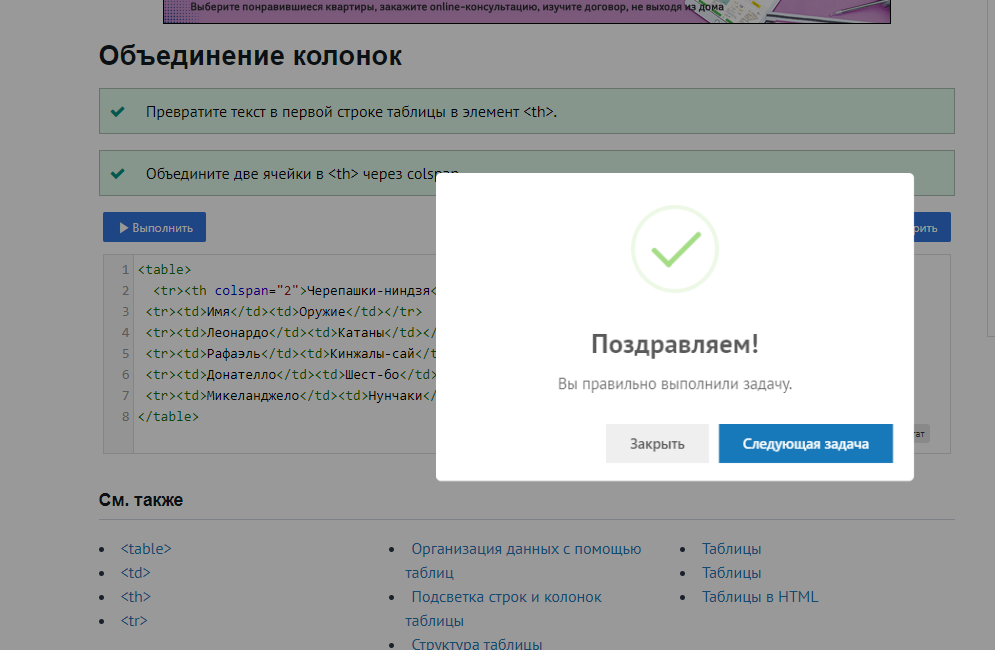 Выберите понравившиеся квартиры, закажите online-консультацию, изучите договор, не выходя из дома
Объединение колонок
Превратите текст в первой строке таблицы в элемент <th>.
Объедините две ячейки в <th> через colspan
Выполнить
рить
1 <table>
2 <tr><th colspan="2">Черепашки-ниндзя<
3 <tr><td>Имя</td><td>Оружие</td></tr>
4 <tr><td>Леонардо</td><td>Катаны</td></
5 <tr><td>Рафаэль</td><td>Кинжалы-сай</t
6 <tr><td>Донателло</td><td>Шест-бо</td>
7 <tr><td>Микеланджело</td><td>Нунчаки</
8 </table>
тат
Поздравляем!
Вы правильно выполнили задачу.
Закрыть
Следующая задача
См. также
<table>
<td>
<th>
<tr>
Организация данных с помощью
таблиц
Подсветка строк и колонок
таблицы
Структура таблицы
Таблицы
Таблицы
Таблицы в HTML